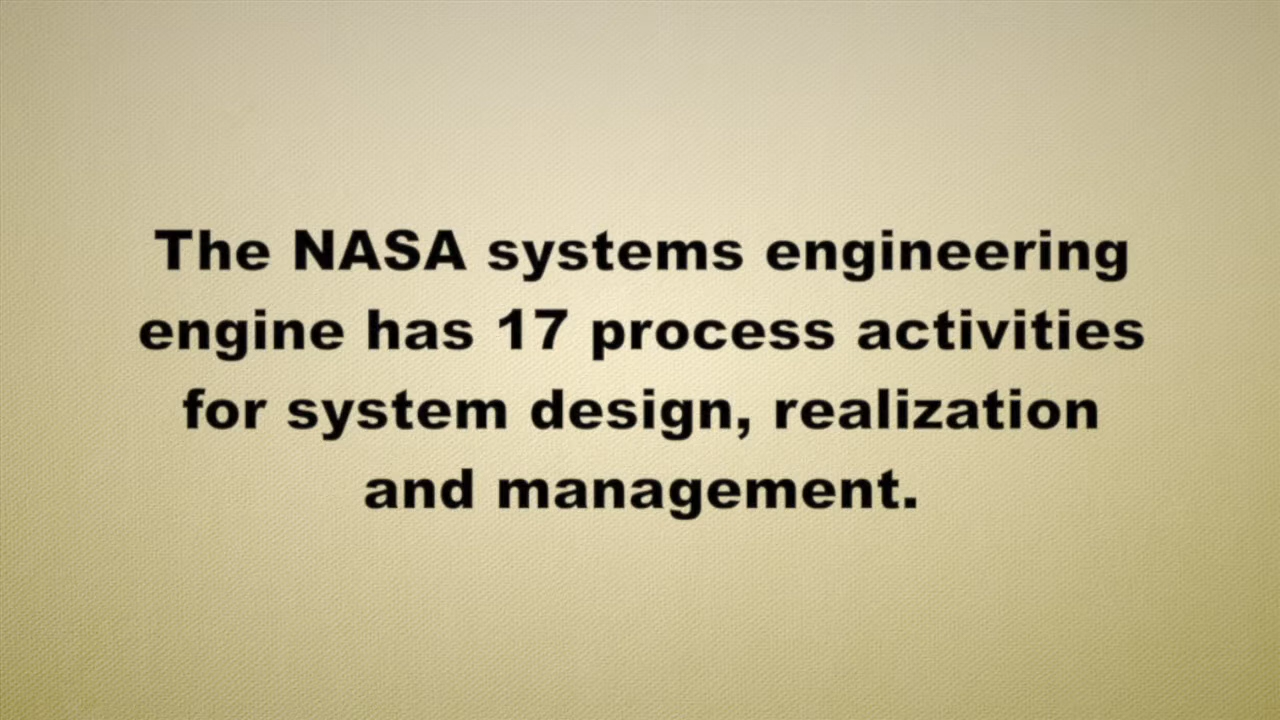 The NASA systems engineering
engine has 17 process activities
for system design, realization
and management.